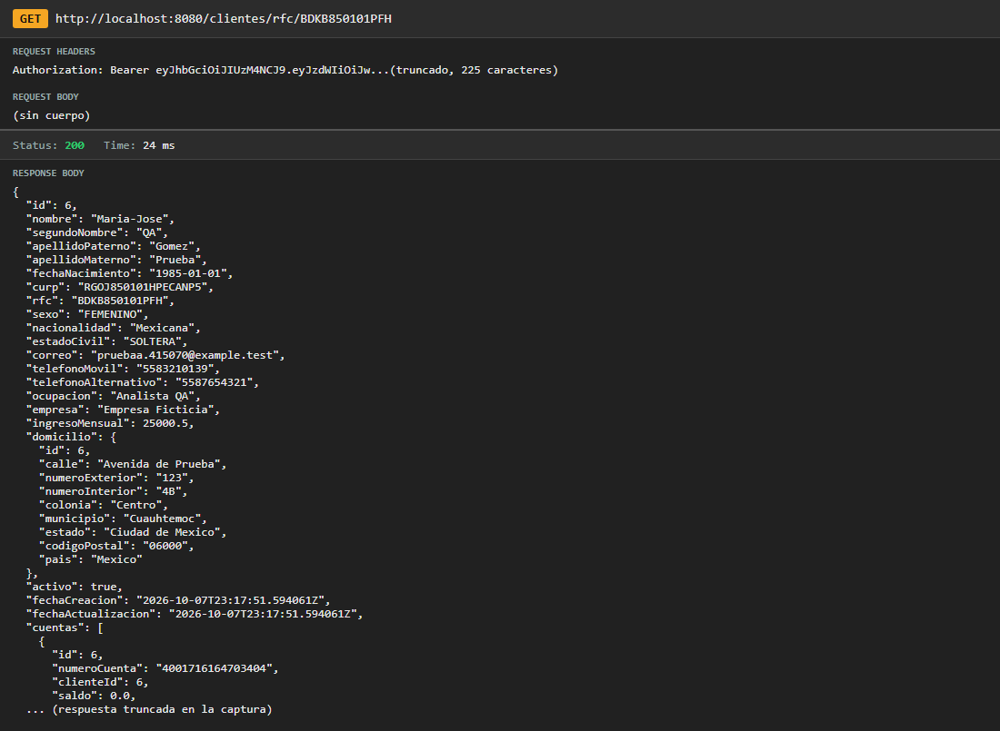 GET http://localhost:8080/clientes/rfc/BDKB850101PFH
REQUEST HEADERS
Authorization: Bearer eyJhbGciOiJIUzM4NCJ9.eyJzdWIiOiJw...(truncado, 225 caracteres)
REQUEST BODY
(sin cuerpo)
Status: 200 Time: 24 ms
RESPONSE BODY
{
  "id": 6,
  "nombre": "Maria-Jose",
  "segundoNombre": "QA",
  "apellidoPaterno": "Gomez",
  "apellidoMaterno": "Prueba",
  "fechaNacimiento": "1985-01-01",
  "curp": "RGOJ850101HPECANP5",
  "rfc": "BDKB850101PFH",
  "sexo": "FEMENINO",
  "nacionalidad": "Mexicana",
  "estadoCivil": "SOLTERA",
  "correo": "pruebaa.415070@example.test",
  "telefonoMovil": "5583210139",
  "telefonoAlternativo": "5587654321",
  "ocupacion": "Analista QA",
  "empresa": "Empresa Ficticia",
  "ingresoMensual": 25000.5,
  "domicilio": {
    "id": 6,
    "calle": "Avenida de Prueba",
    "numeroExterior": "123",
    "numeroInterior": "4B",
    "colonia": "Centro",
    "municipio": "Cuauhtemoc",
    "estado": "Ciudad de Mexico",
    "codigoPostal": "06000",
    "pais": "Mexico"
  },
  "activo": true,
  "fechaCreacion": "2026-10-07T23:17:51.594061Z",
  "fechaActualizacion": "2026-10-07T23:17:51.594061Z",
  "cuentas": [
    {
      "id": 6,
      "numeroCuenta": "4001716164703404",
      "clienteId": 6,
      "saldo": 0.0,
  ... (respuesta truncada en la captura)